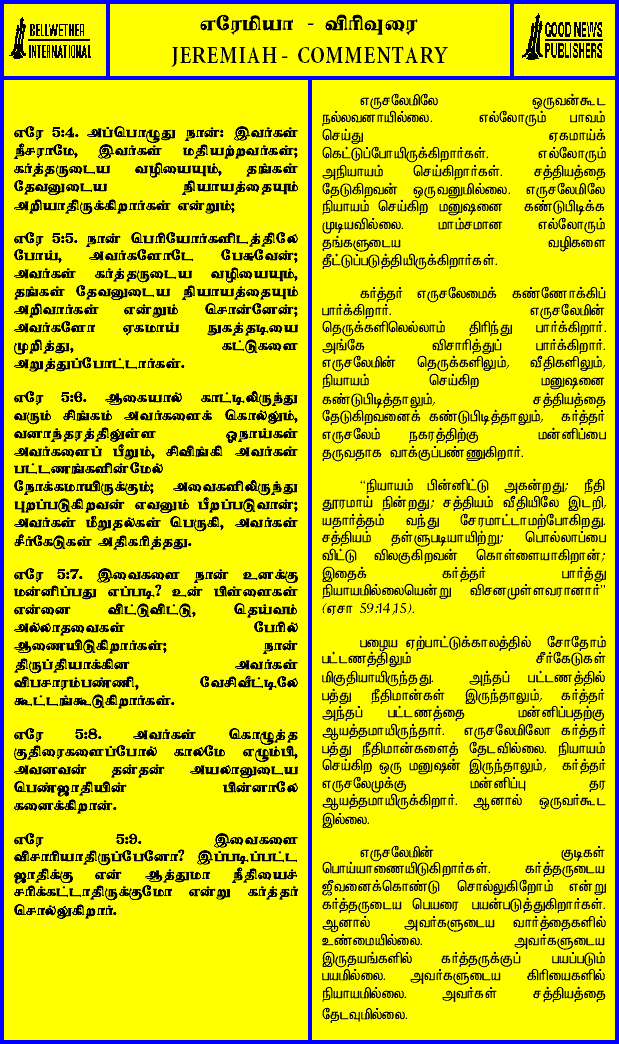 BELLWETHER
INTERNATIONAL
எரேமியா - விரிவுரை
JEREMIAH - COMMENTARY
GOOD NEWS
PUBLISHERS
எரே 5:4. அப்பொழுது நான்: இவர்கள்
நீசராமே, இவர்கள் மதியற்றவர்கள்;
கர்த்தருடைய வழியையும், தங்கள்
தேவனுடைய நியாயத்தையும்
அறியாதிருக்கிறார்கள் என்றும்;
எரே 5:5. நான் பெரியோர்களிடத்திலே
போய், அவர்களோடே பேசுவேன்;
அவர்கள் கர்த்தருடைய வழியையும்,
தங்கள் தேவனுடைய நியாயத்தையும்
அறிவார்கள் என்றும் சொன்னேன்;
அவர்களோ ஏகமாய் நுகத்தடியை
முறித்து, கட்டுகளை
அறுத்துப்போட்டார்கள்.
எரே 5:6. ஆகையால் காட்டிலிருந்து
வரும் சிங்கம் அவர்களைக் கொல்லும்,
வனாந்தரத்திலுள்ள ஓநாய்கள்
அவர்களைப் பீறும், சிவிங்கி அவர்கள்
பட்டணங்களின்மேல்
நோக்கமாயிருக்கும்; அவைகளிலிருந்து
புறப்படுகிறவன் எவனும் பீறப்படுவான்;
அவர்கள் மீறுதல்கள் பெருகி, அவர்கள்
சீர்கேடுகள் அதிகரித்தது.
எரே 5:7. இவைகளை நான் உனக்கு
மன்னிப்பது எப்படி? உன் பிள்ளைகள்
என்னை விட்டுவிட்டு, தெய்வம்
அல்லாதவைகள் பேரில்
ஆணையிடுகிறார்கள்; நான்
திருப்தியாக்கின அவர்கள்
விபசாரம்பண்ணி, வேசிவீட்டிலே
கூட்டங்கூடுகிறார்கள்.
எரே 5:8. அவர்கள் கொழுத்த
குதிரைகளைப்போல் காலமே எழும்பி,
அவனவன் தன்தன் அயலானுடைய
பெண்ஜாதியின் பின்னாலே
கனைக்கிறான்.
எரே 5:9. இவைகளை
விசாரியாதிருப்பேனோ? இப்படிப்பட்ட
ஜாதிக்கு என் ஆத்துமா நீதியைச்
சரிக்கட்டாதிருக்குமோ என்று கர்த்தர்
சொல்லுகிறார்.
எருசலேமிலே ஒருவன்கூட
நல்லவனாயில்லை. எல்லோரும் பாவம்
செய்து ஏகமாய்க்
கெட்டுப்போயிருக்கிறார்கள். எல்லோரும்
அநியாயம் செய்கிறார்கள். சத்தியத்தை
தேடுகிறவன் ஒருவனுமில்லை. எருசலேமிலே
நியாயம் செய்கிற மனுஷனை கண்டுபிடிக்க
முடியவில்லை. மாம்சமான எல்லோரும்
தங்களுடைய வழிகளை
தீட்டுப்படுத்தியிருக்கிறார்கள்.
கர்த்தர் எருசலேமைக் கண்ணோக்கிப்
பார்க்கிறார். எருசலேமின்
தெருக்களிலெல்லாம் திரிந்து பார்க்கிறார்.
அங்கே விசாரித்துப் பார்க்கிறார்.
எருசலேமின் தெருக்களிலும், வீதிகளிலும்,
நியாயம் செய்கிற மனுஷனை
கண்டுபிடித்தாலும், சத்தியத்தை
தேடுகிறவனைக் கண்டுபிடித்தாலும், கர்த்தர்
எருசலேம் நகரத்திற்கு மன்னிப்பை
தருவதாக வாக்குப்பண்ணுகிறார்.
“நியாயம் பின்னிட்டு அகன்றது; நீதி
தூரமாய் நின்றது; சத்தியம் வீதியிலே இடறி,
யதார்த்தம் வந்து சேரமாட்டாமற்போகிறது.
சத்தியம் தள்ளுபடியாயிற்று; பொல்லாப்பை
விட்டு விலகுகிறவன் கொள்ளையாகிறான்;
இதைக் கர்த்தர் பார்த்து
நியாயமில்லையென்று விசனமுள்ளவரானார்”
(ஏசா 59:14,15).
பழைய ஏற்பாட்டுக்காலத்தில் சோதோம்
பட்டணத்திலும் சீர்கேடுகள்
மிகுதியாயிருந்தது. அந்தப் பட்டணத்தில்
பத்து நீதிமான்கள் இருந்தாலும், கர்த்தர்
அந்தப் பட்டணத்தை மன்னிப்பதற்கு
ஆயத்தமாயிருந்தார். எருசலேமிலோ கர்த்தர்
பத்து நீதிமான்களைத் தேடவில்லை. நியாயம்
செய்கிற ஒரு மனுஷன் இருந்தாலும், கர்த்தர்
எருசலேமுக்கு மன்னிப்பு தர
ஆயத்தமாயிருக்கிறார். ஆனால் ஒருவர்கூட
இல்லை.
எருசலேமின் குடிகள்
பொய்யாணையிடுகிறார்கள். கர்த்தருடைய
ஜீவனைக்கொண்டு சொல்லுகிறோம் என்று
கர்த்தருடைய பெயரை பயன்படுத்துகிறார்கள்.
ஆனால் அவர்களுடைய வார்த்தைகளில்
உண்மையில்லை. அவர்களுடைய
இருதயங்களில் கர்த்தருக்குப் பயப்படும்
பயமில்லை. அவர்களுடைய கிரியைகளில்
நியாயமில்லை. அவர்கள் சத்தியத்தை
தேடவுமில்லை.